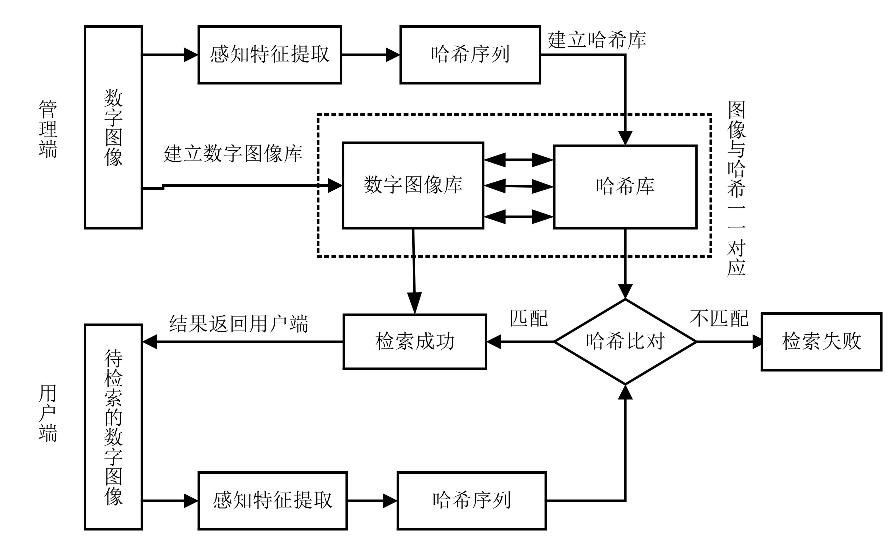 感知特征提取
哈希序列
建立哈希库
管理端
数字图像
建立数字图像库
数字图像库
哈希库
图像与哈希一一对应
结果返回用户端
检索成功
匹配
哈希比对
不匹配
检索失败
用户端
待检索的数字图像
感知特征提取
哈希序列